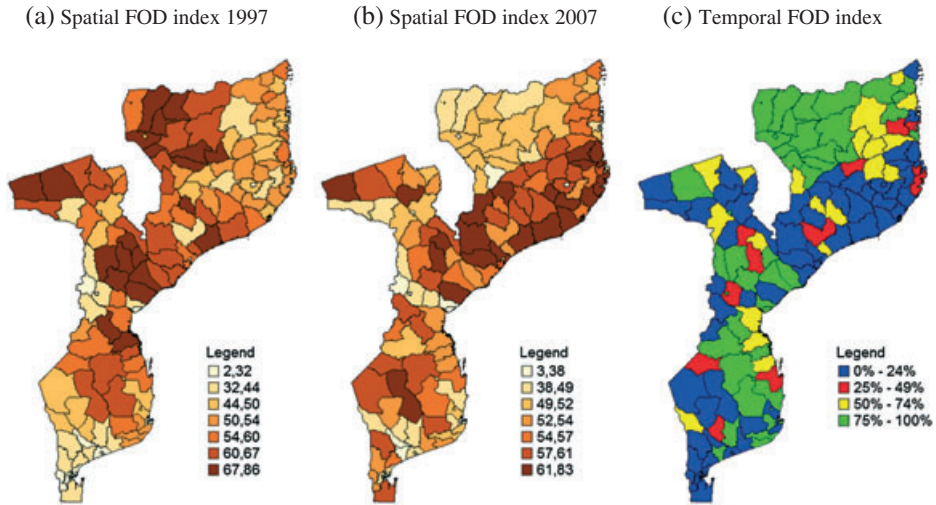 (a) Spatial FOD index 1997
(b) Spatial FOD index 2007
(c) Temporal FOD index
Legend
2,32
32,44
44,50
50,54
54,60
60,67
67,86
Legend
3,38
38,49
49,52
52,54
54,57
57,61
61,83
Legend
0% - 24%
25% - 49%
50% - 74%
75% - 100%